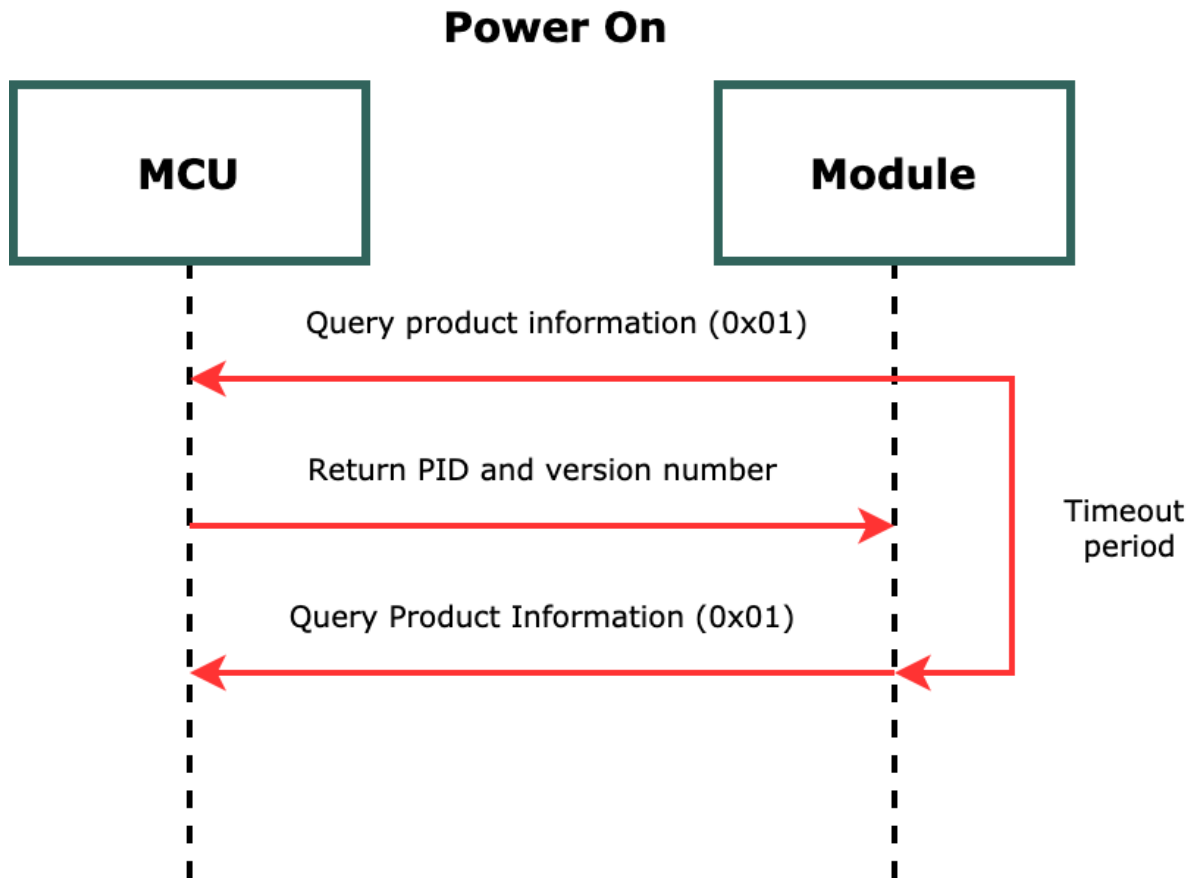 Power On
MCU
Module
Query product information (0x01)
Return PID and version number
Timeout
period
Query Product Information (0x01)